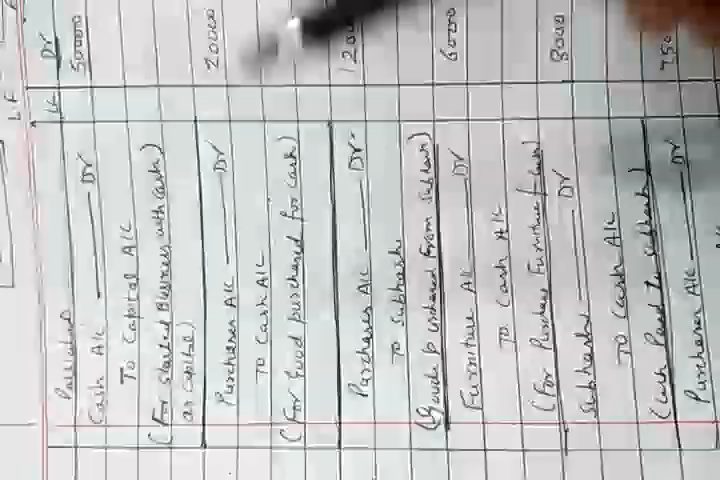 Particulars LF Dr
Cash A/c Dr 50000
To Capital A/c
(For Started Business with cash
as capital)
Purchases A/c Dr 20000
To Cash A/c
(For Good purchased for cash)
Purchases A/c Dr 1200
To Subhash
(Goods Purchased From Subhash)
Furniture A/c Dr 6000
To Cash A/c
(For Purchase Furniture
Subhash Dr 8000
To Cash A/c
(Cash Paid to Subhash)
Purchases A/c Dr 750